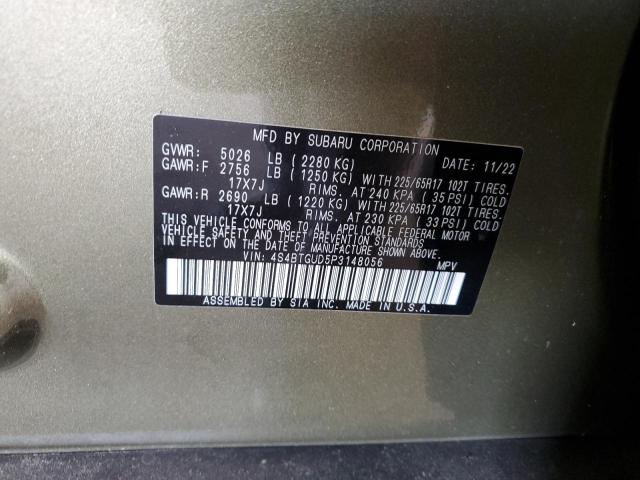 MFD BY SUBARU CORPORATION
GVWR: 5026 LB ( 2280 KG) DATE: 11/22
GAWR:F 2756 LB ( 1250 KG) WITH 225/65R17 102T TIRES.
17X7J RIMS. AT 240 KPA ( 35 PSI) COLD
GAWR:R 2690 LB ( 1220 KG) WITH 225/65R17 102T TIRES.
17X7J RIMS. AT 230 KPA ( 33 PSI) COLD
THIS VEHICLE CONFORMS TO ALL APPLICABLE FEDERAL MOTOR
VEHICLE SAFETY AND THEFT PREVENTION STANDARDS
IN EFFECT ON THE DATE OF MANUFACTURE SHOWN ABOVE.
VIN: 4S4BTGUD5P3148056 MPV
ASSEMBLED BY SIA INC. MADE IN U.S.A.